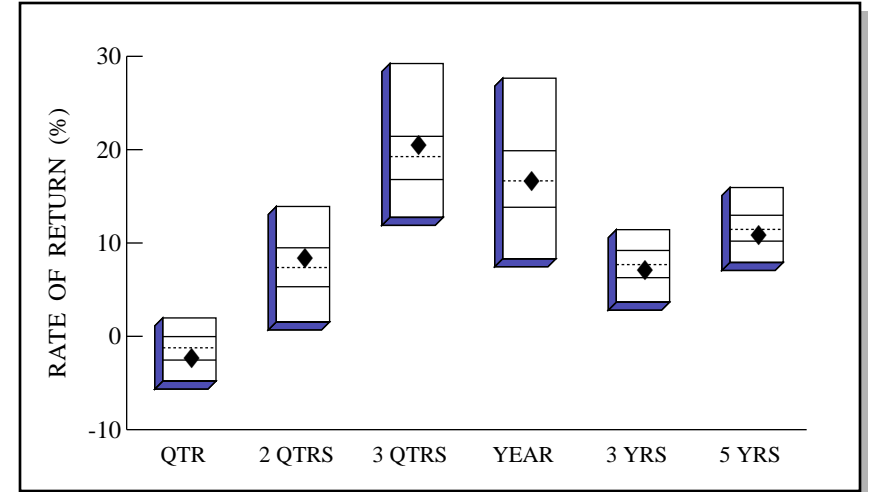 RATE OF RETURN (%)
30
20
10
0
-10
QTR 2 QTRS 3 QTRS YEAR 3 YRS 5 YRS